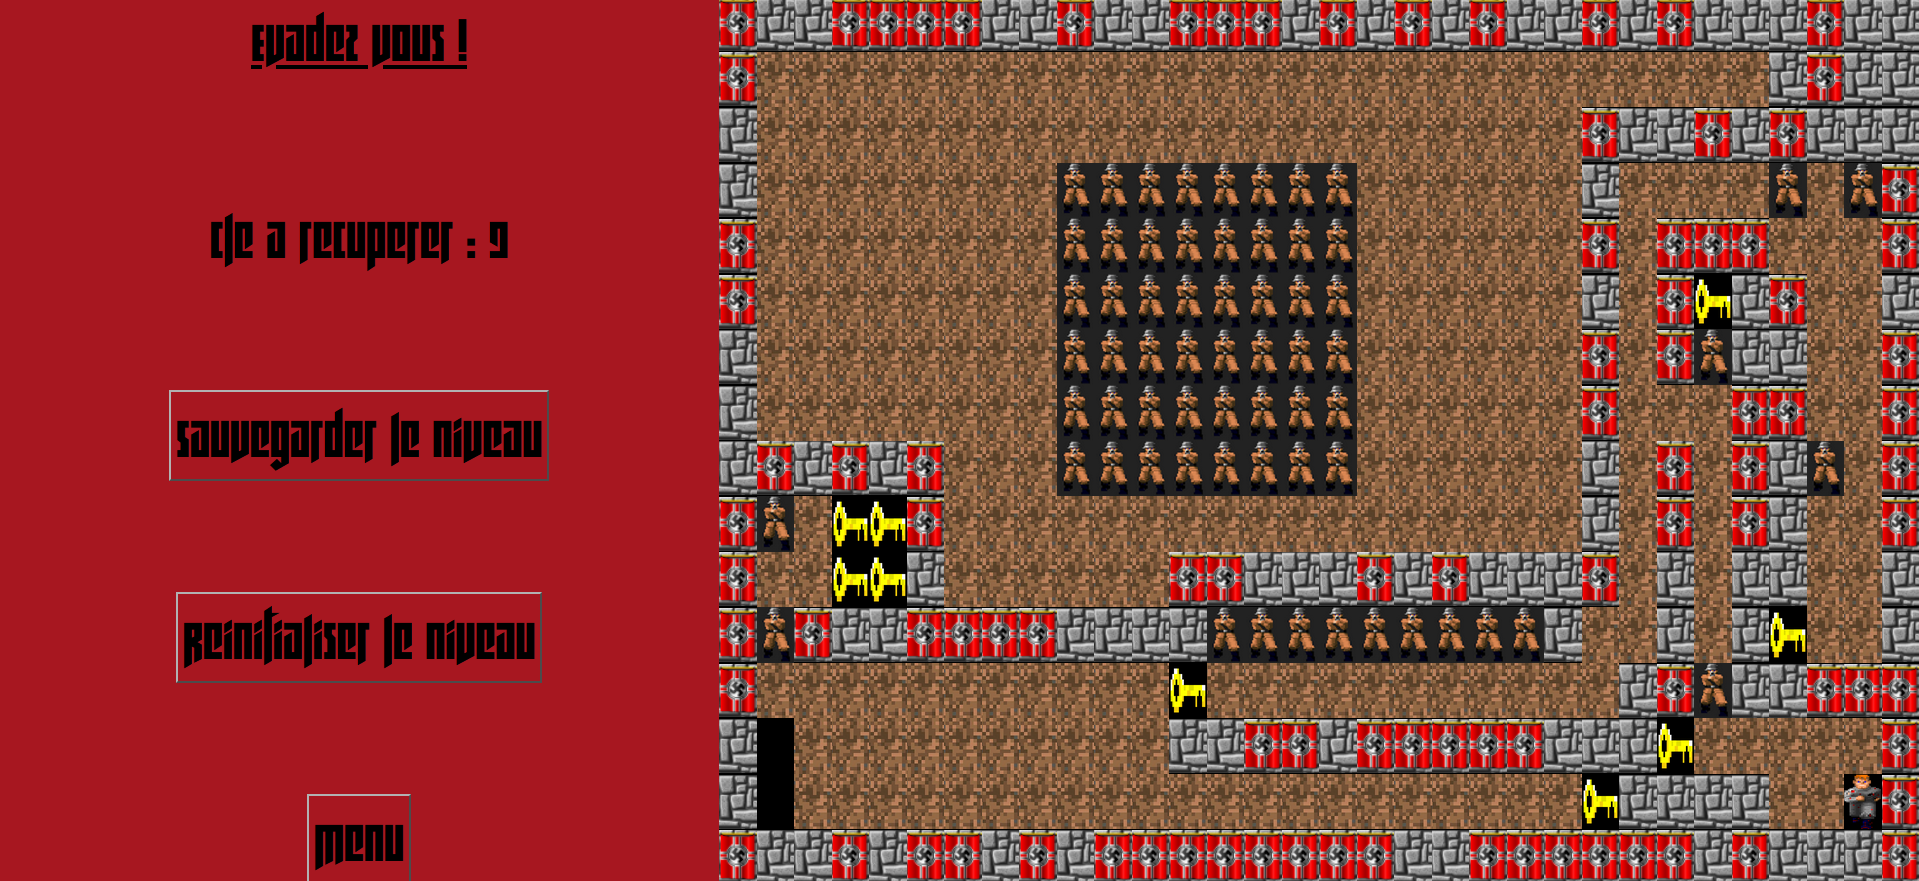 Evadez vous !
Cle a recuperer : 9
Sauvegarder le niveau
Reinitialiser le niveau
Menu